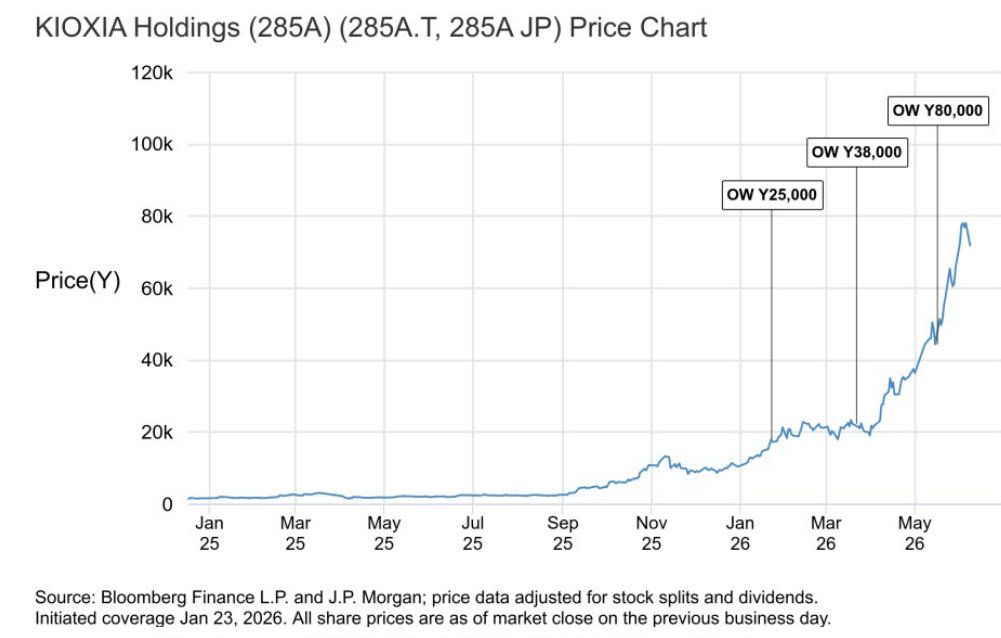 KIOXIA Holdings (285A) (285A.T, 285A JP) Price Chart
120k
OW Y80,000
100k
OW Y38,000
OW Y25,000
80k
Price(Y)
60k
40k
20k
0
Jan 25
Mar 25
May 25
Jul 25
Sep 25
Nov 25
Jan 26
Mar 26
May 26
Source: Bloomberg Finance L.P. and J.P. Morgan; price data adjusted for stock splits and dividends.
Initiated coverage Jan 23, 2026. All share prices are as of market close on the previous business day.